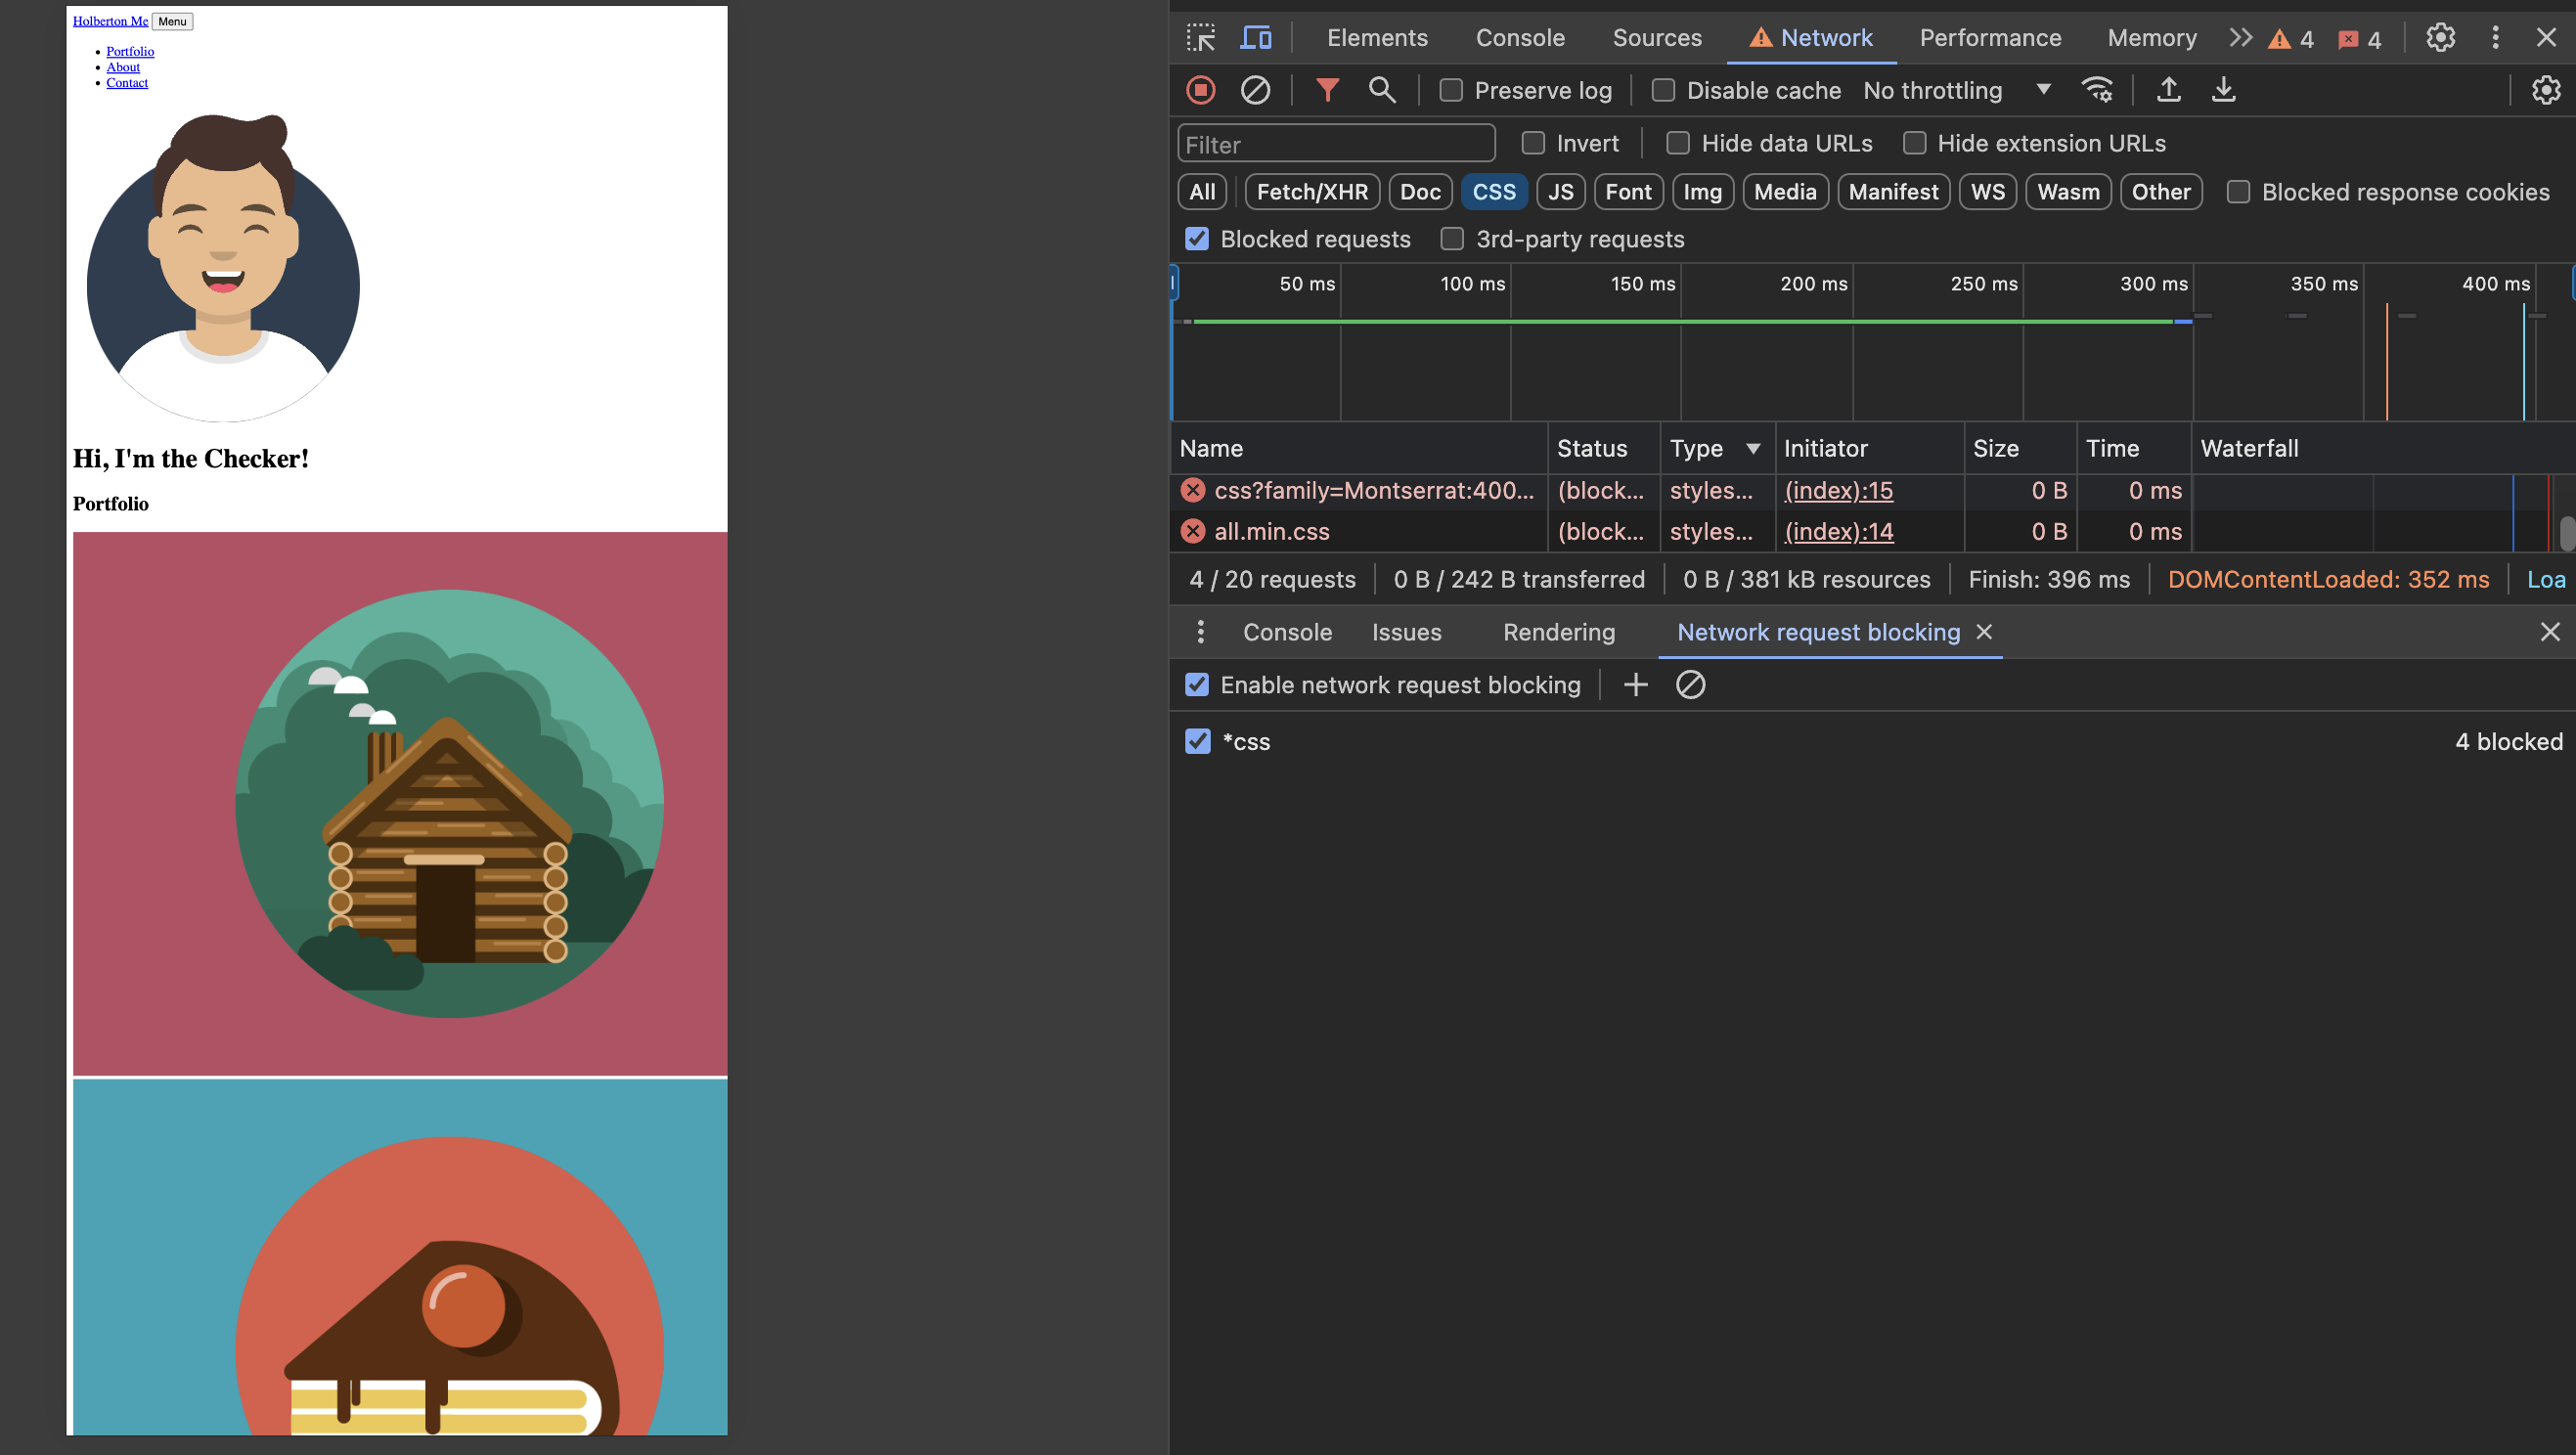 Holberton Me Menu
Portfolio
About
Contact
Hi, I'm the Checker!
Portfolio
Elements Console Sources Network Performance Memory 4 4
Preserve log Disable cache No throttling
Filter Invert Hide data URLs Hide extension URLs
All Fetch/XHR Doc CSS JS Font Img Media Manifest WS Wasm Other Blocked response cookies
Blocked requests 3rd-party requests
50 ms 100 ms 150 ms 200 ms 250 ms 300 ms 350 ms 400 ms
Name Status Type Initiator Size Time Waterfall
css?family=Montserrat:400... (block... styles... (index):15 0 B 0 ms
all.min.css (block... styles... (index):14 0 B 0 ms
4 / 20 requests 0 B / 242 B transferred 0 B / 381 kB resources Finish: 396 ms DOMContentLoaded: 352 ms Loa
Console Issues Rendering Network request blocking
Enable network request blocking
*css 4 blocked